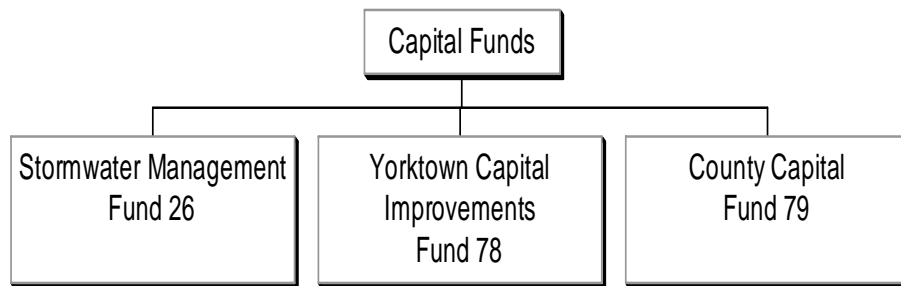 Capital Funds
Stormwater Management
Fund 26
Yorktown Capital
Improvements
Fund 78
County Capital
Fund 79